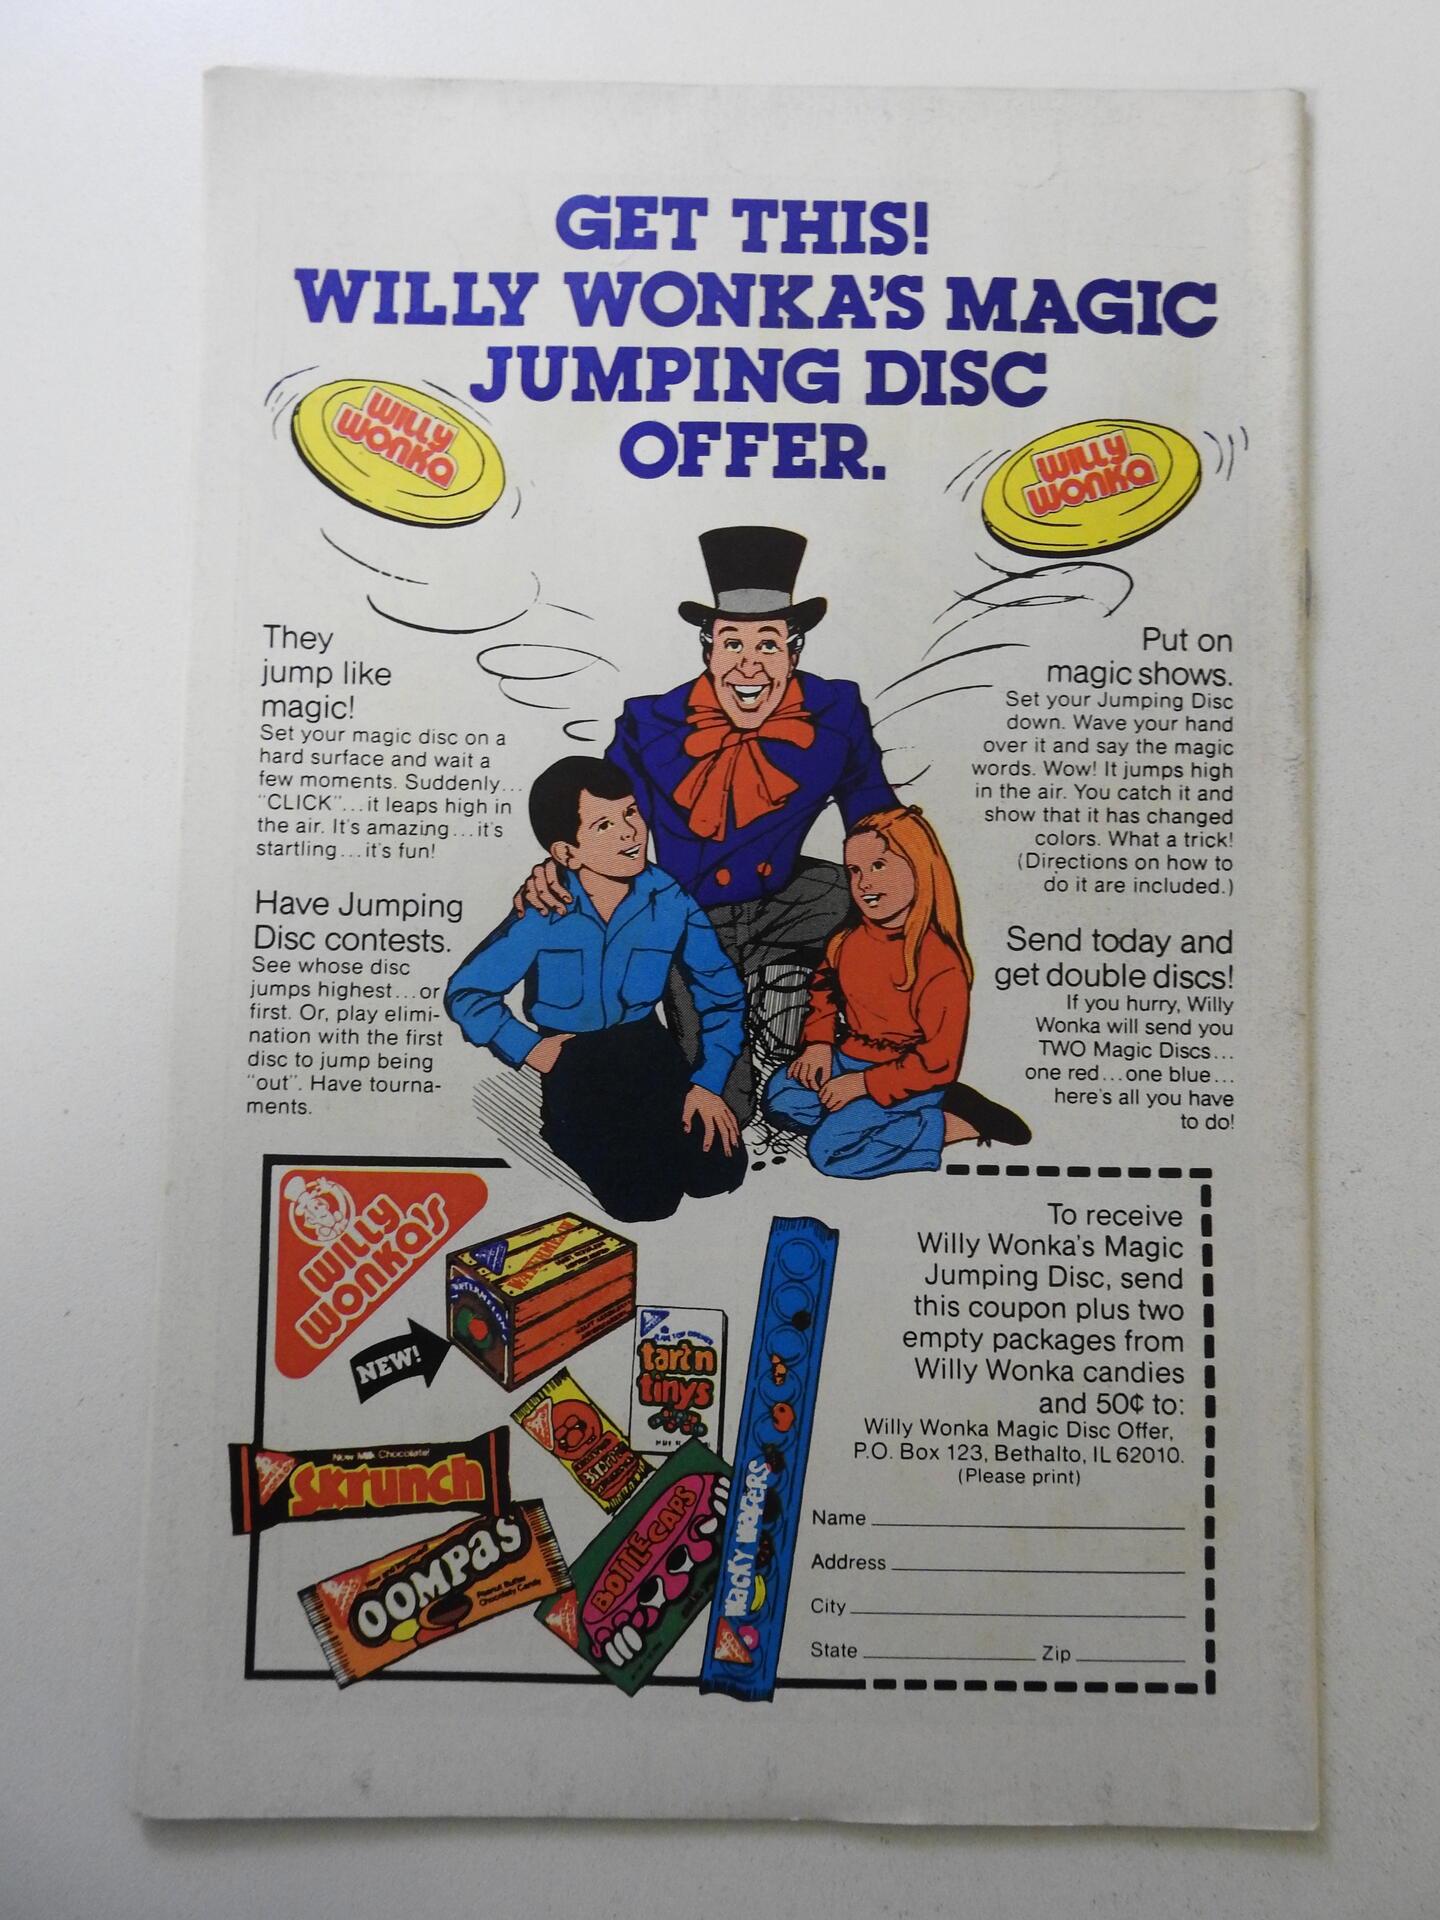 GET THIS!
WILLY WONKA'S MAGIC
JUMPING DISC
OFFER.
WILLY
WONKA
WILLY
WONKA
They
jump like
magic!
Set your magic disc on a
hard surface and wait a
few moments. Suddenly...
"CLICK"...it leaps high in
the air. It's amazing...it's
startling...it's fun!
Have Jumping
Disc contests.
See whose disc
jumps highest...or
first. Or, play elimi-
nation with the first
disc to jump being
"out". Have tourna-
ments.
Put on
magic shows.
Set your Jumping Disc
down. Wave your hand
over it and say the magic
words. Wow! It jumps high
in the air. You catch it and
show that it has changed
colors. What a trick!
(Directions on how to
do it are included.)
Send today and
get double discs!
If you hurry, Willy
Wonka will send you
TWO Magic Discs...
one red...one blue...
here's all you have
to do!
WILLY
WONKA'S
NEW!
WATERMELON
tart n
tinys
New Milk Chocolate!
Skrunch
OOMPAS
Peanut Butter
Chocolaty Candy
BOTTLE CAPS
WACKY WAFERS
To receive
Willy Wonka's Magic
Jumping Disc, send
this coupon plus two
empty packages from
Willy Wonka candies
and 50¢ to:
Willy Wonka Magic Disc Offer,
P.O. Box 123, Bethalto, IL 62010.
(Please print)
Name
Address
City
State Zip